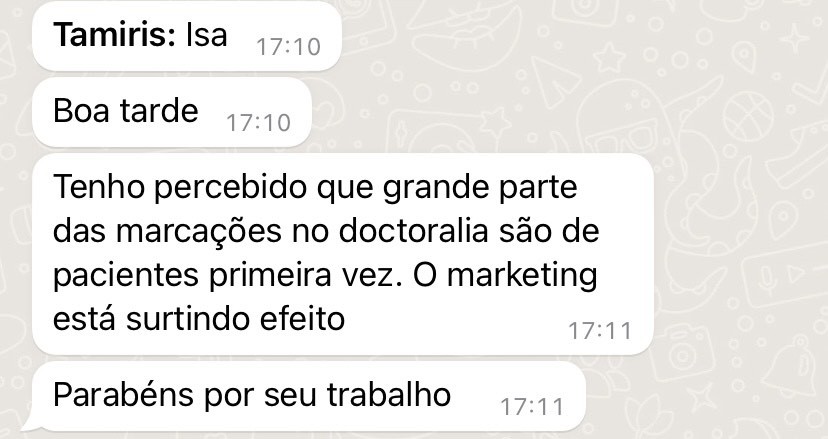 Tamiris: Isa 17:10
Boa tarde 17:10
Tenho percebido que grande parte
das marcações no doctoralia são de
pacientes primeira vez. O marketing
está surtindo efeito 17:11
Parabéns por seu trabalho 17:11